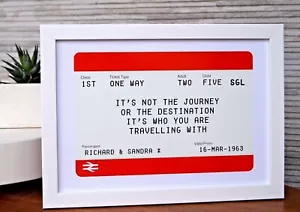 Class Ticket Type Adult Child
1ST ONE WAY TWO FIVE SGL
IT'S NOT THE JOURNEY
OR THE DESTINATION
IT'S WHO YOU ARE
TRAVELLING WITH
Passengers Valid From
RICHARD & SANDRA X 16-MAR-1963